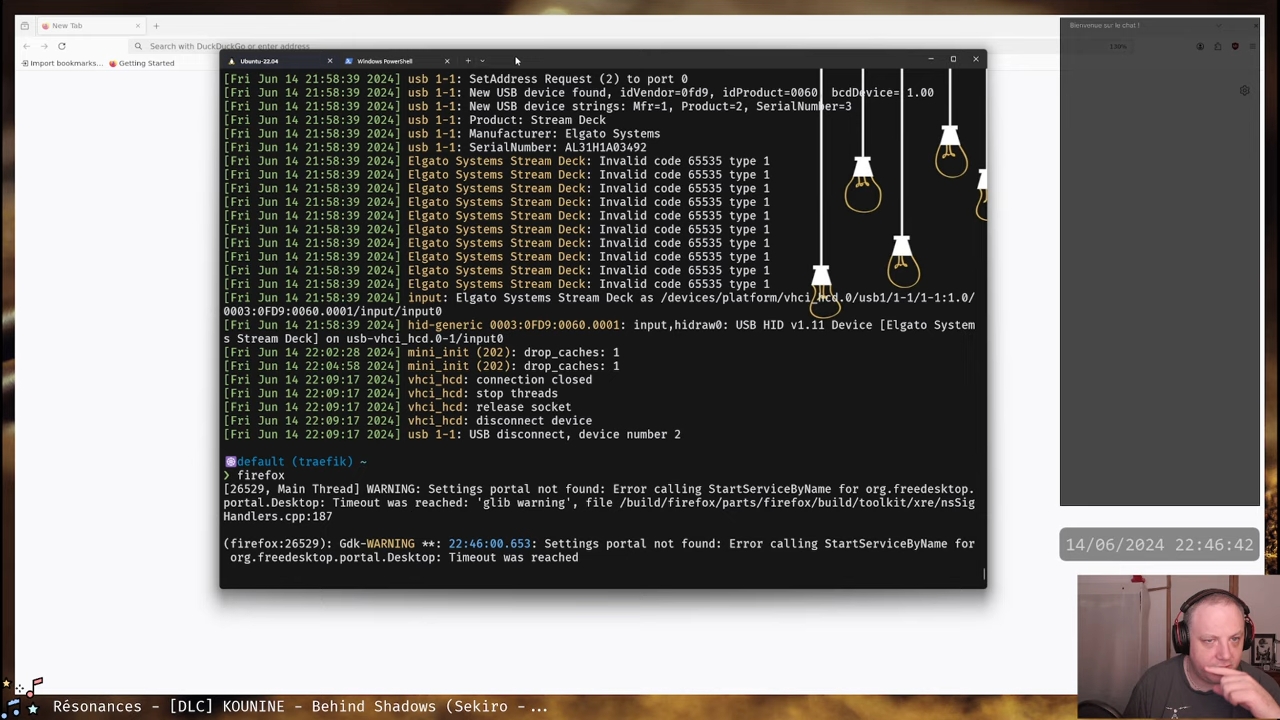 New Tab
Search with DuckDuckGo or enter address
130%
Import bookmarks...
Getting Started
Bienvenue sur le chat !
Ubuntu-22.04
Windows PowerShell
[Fri Jun 14 21:58:39 2024] usb 1-1: SetAddress Request (2) to port 0
[Fri Jun 14 21:58:39 2024] usb 1-1: New USB device found, idVendor=0fd9, idProduct=0060, bcdDevice= 1.00
[Fri Jun 14 21:58:39 2024] usb 1-1: New USB device strings: Mfr=1, Product=2, SerialNumber=3
[Fri Jun 14 21:58:39 2024] usb 1-1: Product: Stream Deck
[Fri Jun 14 21:58:39 2024] usb 1-1: Manufacturer: Elgato Systems
[Fri Jun 14 21:58:39 2024] usb 1-1: SerialNumber: AL31H1A03492
[Fri Jun 14 21:58:39 2024] Elgato Systems Stream Deck: Invalid code 65535 type 1
[Fri Jun 14 21:58:39 2024] Elgato Systems Stream Deck: Invalid code 65535 type 1
[Fri Jun 14 21:58:39 2024] Elgato Systems Stream Deck: Invalid code 65535 type 1
[Fri Jun 14 21:58:39 2024] Elgato Systems Stream Deck: Invalid code 65535 type 1
[Fri Jun 14 21:58:39 2024] Elgato Systems Stream Deck: Invalid code 65535 type 1
[Fri Jun 14 21:58:39 2024] Elgato Systems Stream Deck: Invalid code 65535 type 1
[Fri Jun 14 21:58:39 2024] Elgato Systems Stream Deck: Invalid code 65535 type 1
[Fri Jun 14 21:58:39 2024] Elgato Systems Stream Deck: Invalid code 65535 type 1
[Fri Jun 14 21:58:39 2024] Elgato Systems Stream Deck: Invalid code 65535 type 1
[Fri Jun 14 21:58:39 2024] Elgato Systems Stream Deck: Invalid code 65535 type 1
[Fri Jun 14 21:58:39 2024] input: Elgato Systems Stream Deck as /devices/platform/vhci_hcd.0/usb1/1-1/1-1:1.0/
0003:0FD9:0060.0001/input/input0
[Fri Jun 14 21:58:39 2024] hid-generic 0003:0FD9:0060.0001: input,hidraw0: USB HID v1.11 Device [Elgato System
s Stream Deck] on usb-vhci_hcd.0-1/input0
[Fri Jun 14 22:02:28 2024] mini_init (202): drop_caches: 1
[Fri Jun 14 22:04:58 2024] mini_init (202): drop_caches: 1
[Fri Jun 14 22:09:17 2024] vhci_hcd: connection closed
[Fri Jun 14 22:09:17 2024] vhci_hcd: stop threads
[Fri Jun 14 22:09:17 2024] vhci_hcd: release socket
[Fri Jun 14 22:09:17 2024] vhci_hcd: disconnect device
[Fri Jun 14 22:09:17 2024] usb 1-1: USB disconnect, device number 2
default (traefik) ~
❯ firefox
[26529, Main Thread] WARNING: Settings portal not found: Error calling StartServiceByName for org.freedesktop.
portal.Desktop: Timeout was reached: 'glib warning', file /build/firefox/parts/firefox/build/toolkit/xre/nsSig
Handlers.cpp:187
(firefox:26529): Gdk-WARNING **: 22:46:00.653: Settings portal not found: Error calling StartServiceByName for
org.freedesktop.portal.Desktop: Timeout was reached
14/06/2024 22:46:42
Résonances - [DLC] KOUNINE - Behind Shadows (Sekiro -...